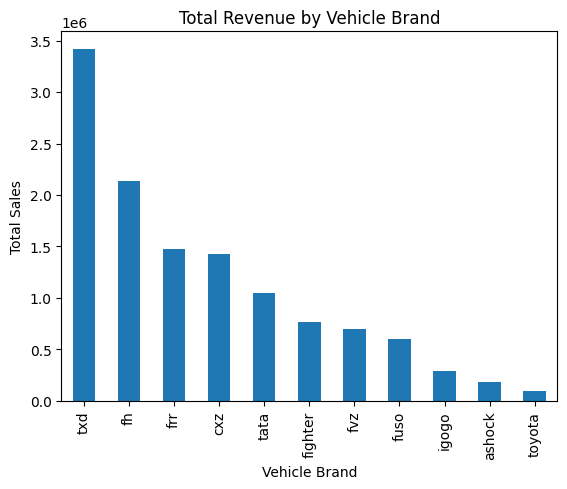 Total Revenue by Vehicle Brand
1e6
3.5
3.0
2.5
2.0
1.5
1.0
0.5
0.0
Total Sales
txd
fh
frr
cxz
tata
fighter
fvz
fuso
igogo
ashock
toyota
Vehicle Brand